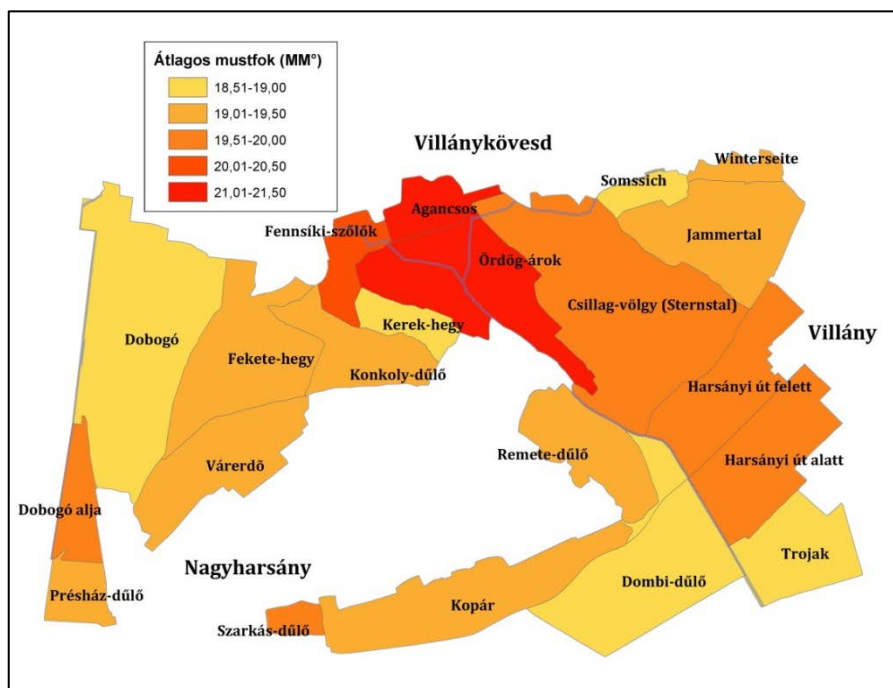 Átlagos mustfok (MM°)
18,51-19,00
19,01-19,50
19,51-20,00
20,01-20,50
21,01-21,50
Villánykövesd
Winterseite
Somssich
Agancsos
Fennsíki-szőlők
Jammertal
Ördög-árok
Csillag-völgy (Sternstal)
Kerek-hegy
Dobogó
Villány
Fekete-hegy
Konkoly-dűlő
Harsányi út felett
Remete-dűlő
Harsányi út alatt
Várerdõ
Dobogó alja
Trojak
Nagyharsány
Dombi-dűlő
Présház-dűlő
Kopár
Szarkás-dűlő